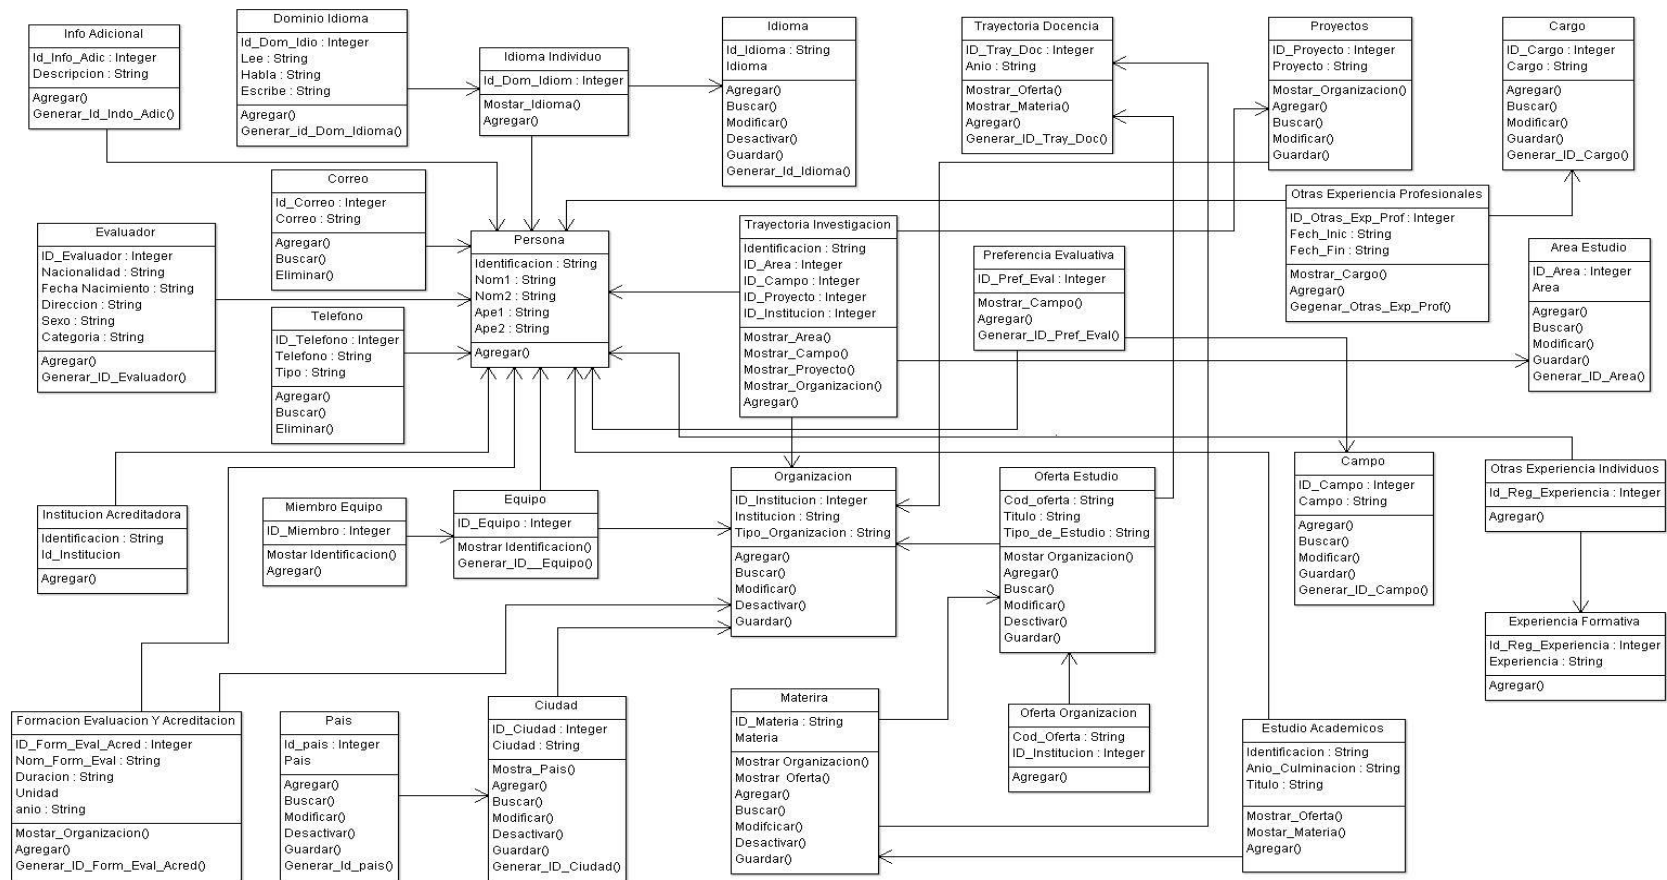 Info Adicional
Id_Info_Adic : Integer
Descripcion : String
Agregar()
Generar_Id_Indo_Adic()
Dominio Idioma
Id_Dom_Idio : Integer
Lee : String
Habla : String
Escribe : String
Agregar()
Generar_id_Dom_Idioma()
Idioma Individuo
Id_Dom_Idiom : Integer
Mostar_Idioma()
Agregar()
Idioma
Id_Idioma : String
Idioma
Agregar()
Buscar()
Modificar()
Desactivar()
Guardar()
Generar_Id_Idioma()
Trayectoria Docencia
ID_Tray_Doc : Integer
Anio : String
Mostrar_Oferta()
Mostrar_Materia()
Agregar()
Generar_ID_Tray_Doc()
Proyectos
ID_Proyecto : Integer
Proyecto : String
Mostar_Organizacion()
Agregar()
Buscar()
Modificar()
Guardar()
Cargo
ID_Cargo : Integer
Cargo : String
Agregar()
Buscar()
Modificar()
Guardar()
Generar_ID_Cargo()
Correo
Id_Correo : Integer
Correo : String
Agregar()
Buscar()
Eliminar()
Evaluador
ID_Evaluador : Integer
Nacionalidad : String
Fecha Nacimiento : String
Direccion : String
Sexo : String
Categoria : String
Agregar()
Generar_ID_Evaluador()
Telefono
ID_Telefono : Integer
Telefono : String
Tipo : String
Agregar()
Buscar()
Eliminar()
Persona
Identificacion : String
Nom1 : String
Nom2 : String
Ape1 : String
Ape2 : String
Agregar()
Trayectoria Investigacion
Identificacion : String
ID_Area : Integer
ID_Campo : Integer
ID_Proyecto : Integer
ID_Institucion : Integer
Mostrar_Area()
Mostrar_Campo()
Mostrar_Proyecto()
Mostrar_Organizacion()
Agregar()
Preferencia Evaluativa
ID_Pref_Eval : Integer
Mostrar_Campo()
Agregar()
Generar_ID_Pref_Eval()
Otras Experiencia Profesionales
ID_Otras_Exp_Prof : Integer
Fech_Inic : String
Fech_Fin : String
Mostrar_Cargo()
Agregar()
Gegenar_Otras_Exp_Prof()
Area Estudio
ID_Area : Integer
Area
Agregar()
Buscar()
Modificar()
Guardar()
Generar_ID_Area()
Institucion Acreditadora
Identificacion : String
Id_Institucion
Agregar()
Miembro Equipo
ID_Miembro : Integer
Mostar Identificacion()
Agregar()
Equipo
ID_Equipo : Integer
Mostrar Identificacion()
Generar_ID__Equipo()
Organizacion
ID_Institucion : Integer
Institucion : String
Tipo_Organizacion : String
Agregar()
Buscar()
Modificar()
Desactivar()
Guardar()
Oferta Estudio
Cod_oferta : String
Titulo : String
Tipo_de_Estudio : String
Mostar Organizacion()
Agregar()
Buscar()
Modificar()
Desctivar()
Guardar()
Campo
ID_Campo : Integer
Campo : String
Agregar()
Buscar()
Modificar()
Guardar()
Generar_ID_Campo()
Otras Experiencia Individuos
Id_Reg_Experiencia : Integer
Agregar()
Experiencia Formativa
Id_Reg_Experiencia : Integer
Experiencia : String
Agregar()
Formacion Evaluacion Y Acreditacion
ID_Form_Eval_Acred : Integer
Nom_Form_Eval : String
Duracion : String
Unidad
anio : String
Mostar_Organizacion()
Agregar()
Generar_ID_Form_Eval_Acred()
Pais
Id_pais : Integer
Pais
Agregar()
Buscar()
Modificar()
Desactivar()
Guardar()
Generar_Id_pais()
Ciudad
ID_Ciudad : Integer
Ciudad : String
Mostra_Pais()
Agregar()
Buscar()
Modificar()
Desactivar()
Guardar()
Generar_ID_Ciudad()
Materira
ID_Materia : String
Materia
Mostrar Organizacion()
Mostrar Oferta()
Agregar()
Buscar()
Modifcicar()
Desactivar()
Guardar()
Oferta Organizacion
Cod_Oferta : String
ID_Institucion : Integer
Agregar()
Estudio Academicos
Identificacion : String
Anio_Culminacion : String
Titulo : String
Mostrar_Oferta()
Mostar_Materia()
Agregar()